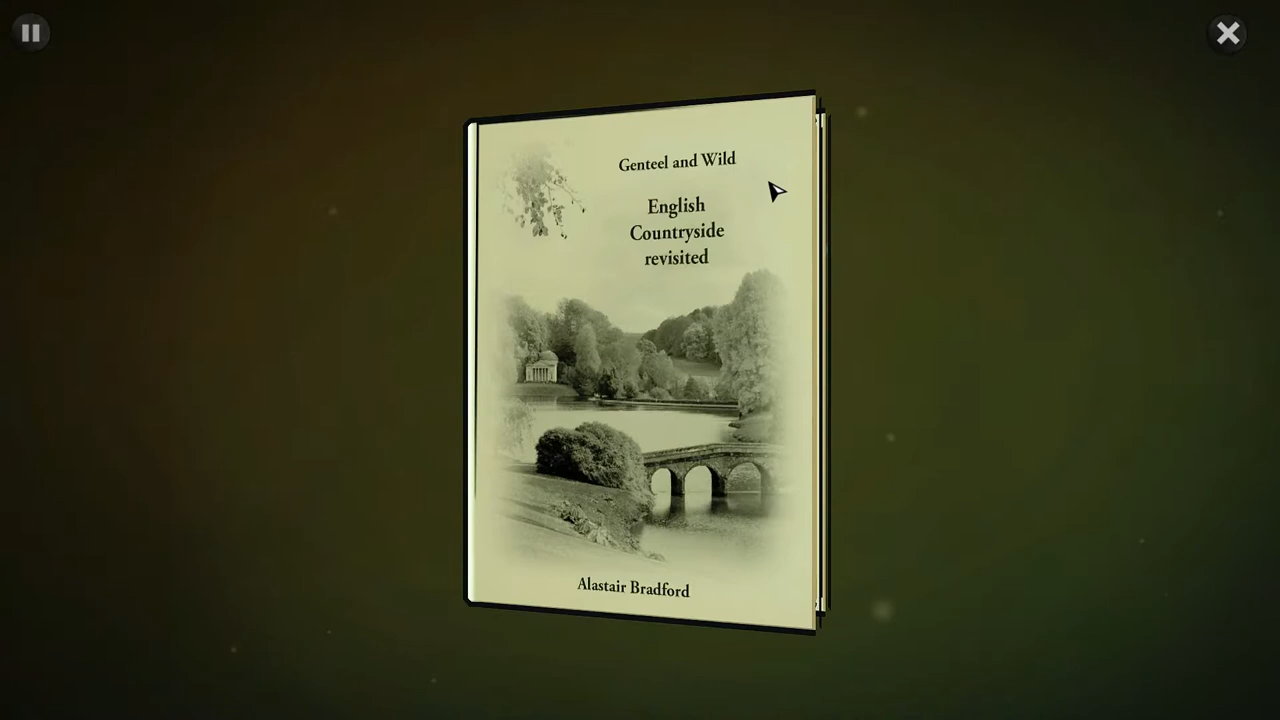 Genteel and Wild
English
Countryside
revisited
Alastair Bradford